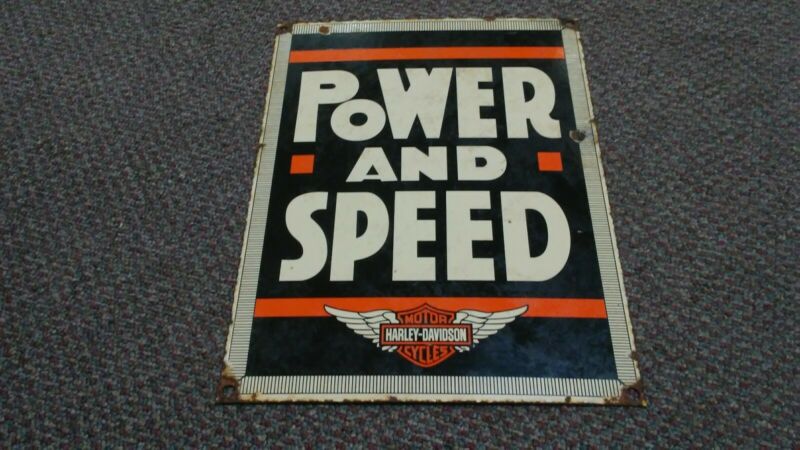 POWER
AND
SPEED
MOTOR
HARLEY-DAVIDSON
CYCLES